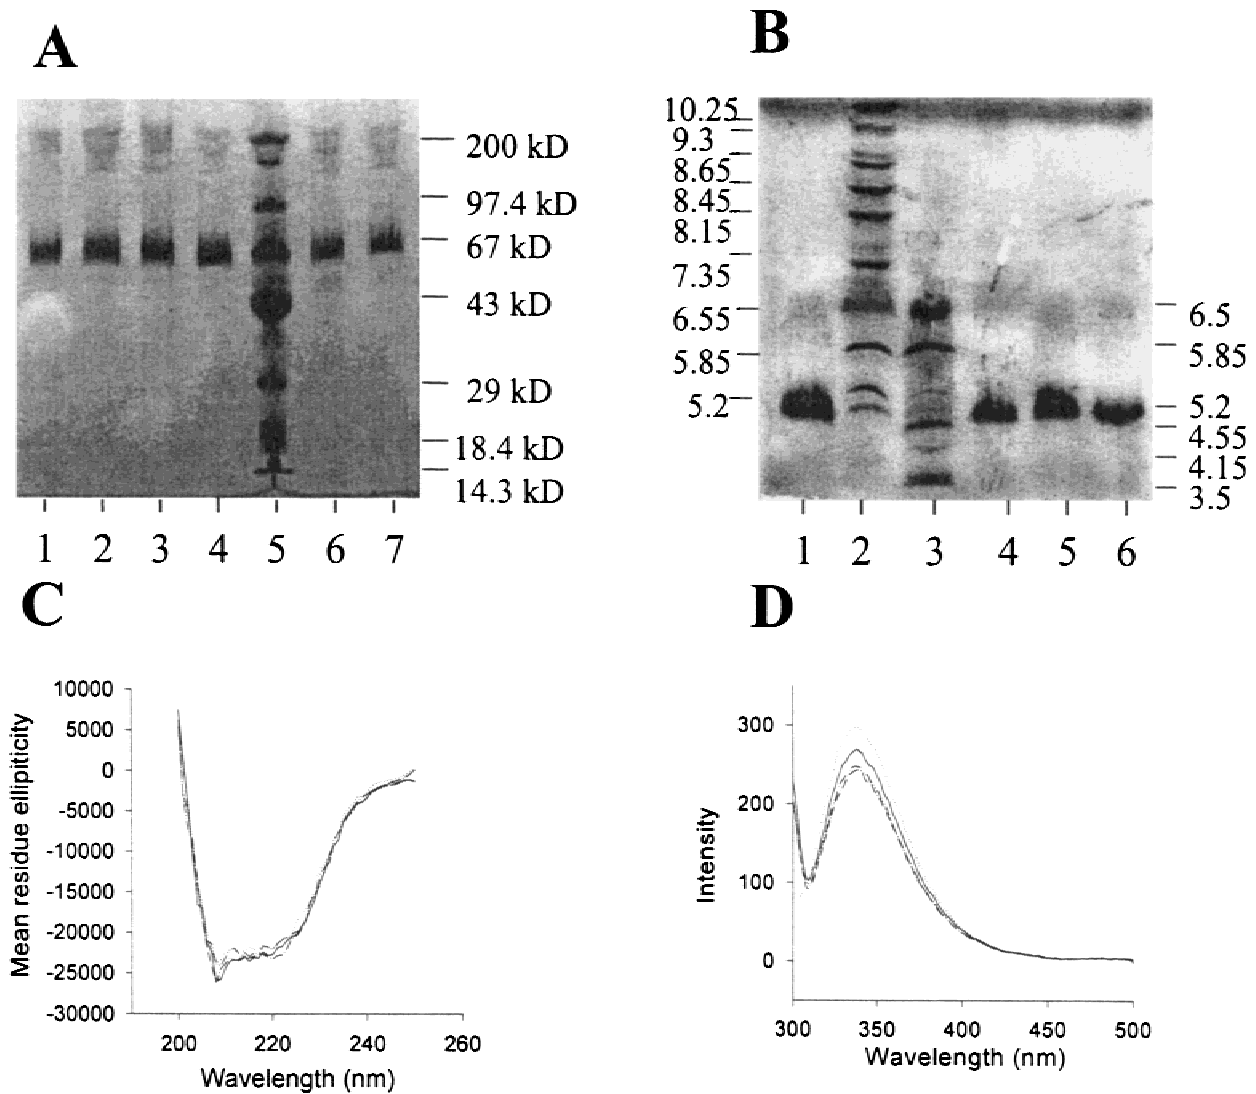 A
200 kD
97.4 kD
67 kD
43 kD
29 kD
18.4 kD
14.3 kD
1 2 3 4 5 6 7
B
10.25
9.3
8.65
8.45
8.15
7.35
6.55
5.85
5.2
6.5
5.85
5.2
4.55
4.15
3.5
1 2 3 4 5 6
C
Mean residue ellipiticity
10000
5000
0
-5000
-10000
-15000
-20000
-25000
-30000
200 220 240 260
Wavelength (nm)
D
Intensity
300
200
100
0
300 350 400 450 500
Wavelength (nm)